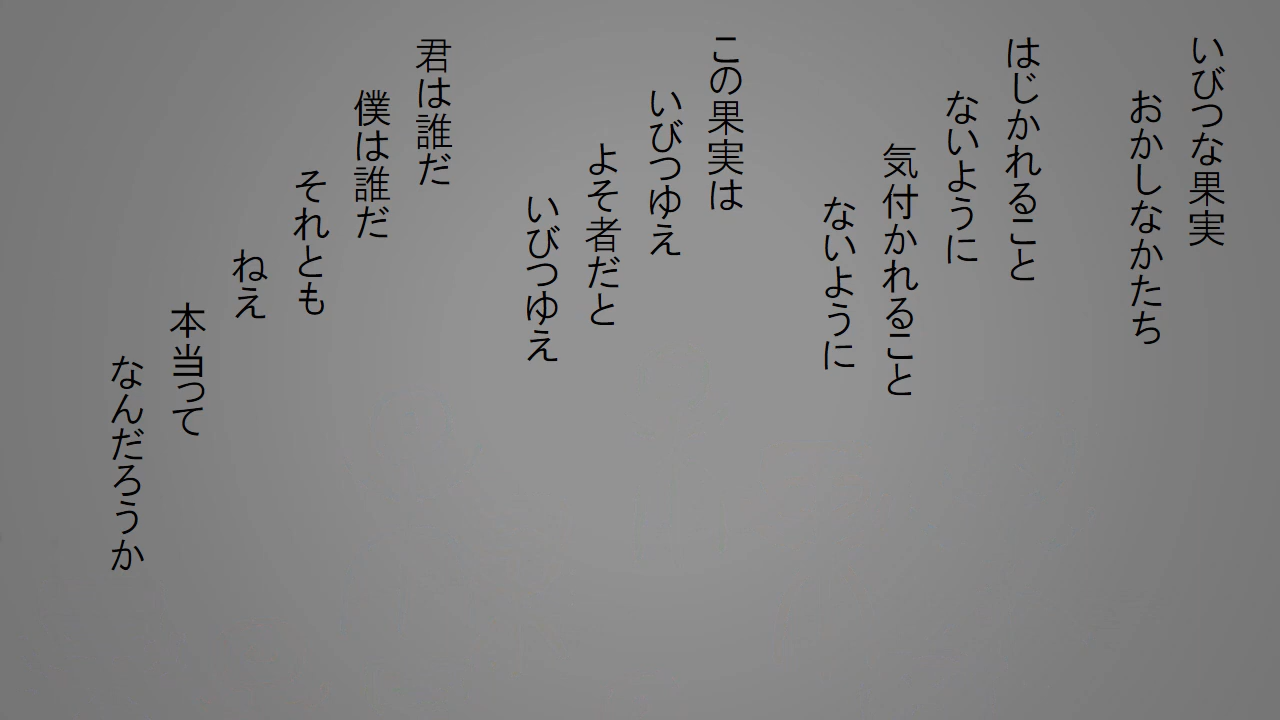 いびつな果実
おかしなかたち
はじかれること
ないように
気付かれること
ないように
この果実は
いびつゆえ
よそ者だと
いびつゆえ
君は誰だ
僕は誰だ
それとも
ねえ
本当って
なんだろうか